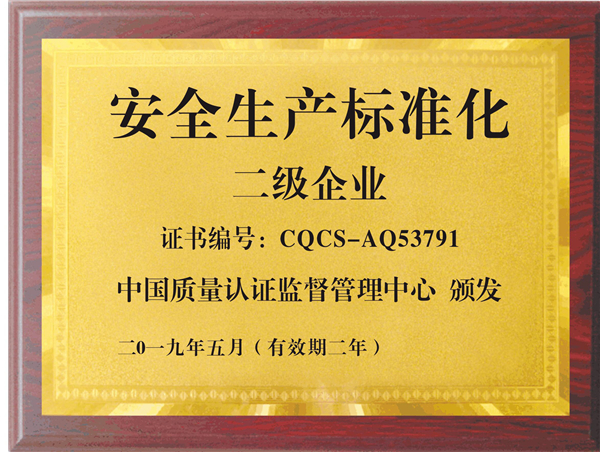 安全生产标准化
二级企业
证书编号：CQCS-AQ53791
中国质量认证监督管理中心 颁发
二0一九年五月（有效期二年）